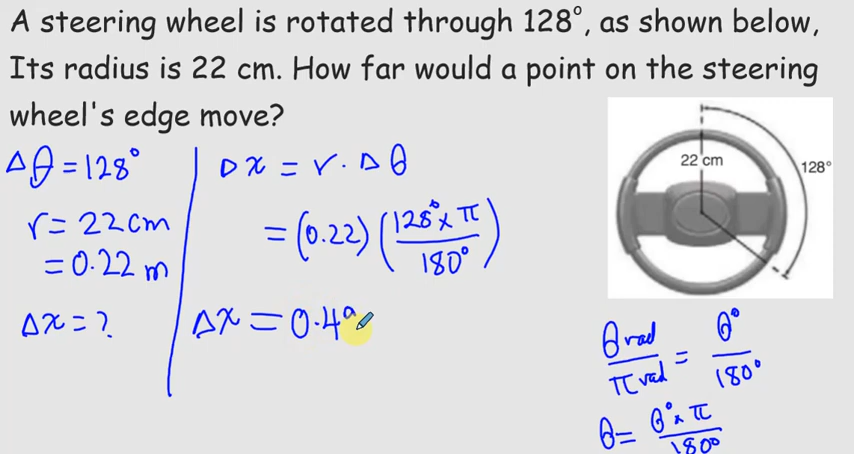 A steering wheel is rotated through 128°, as shown below,
Its radius is 22 cm. How far would a point on the steering
wheel's edge move?
Δθ = 128°
r = 22 cm
= 0.22 m
Δx = ?
Δx = r · Δθ
= (0.22) (128° × π / 180°)
Δx = 0.49
22 cm
128°
θ rad / π rad = θ° / 180°
θ = θ° × π / 180°